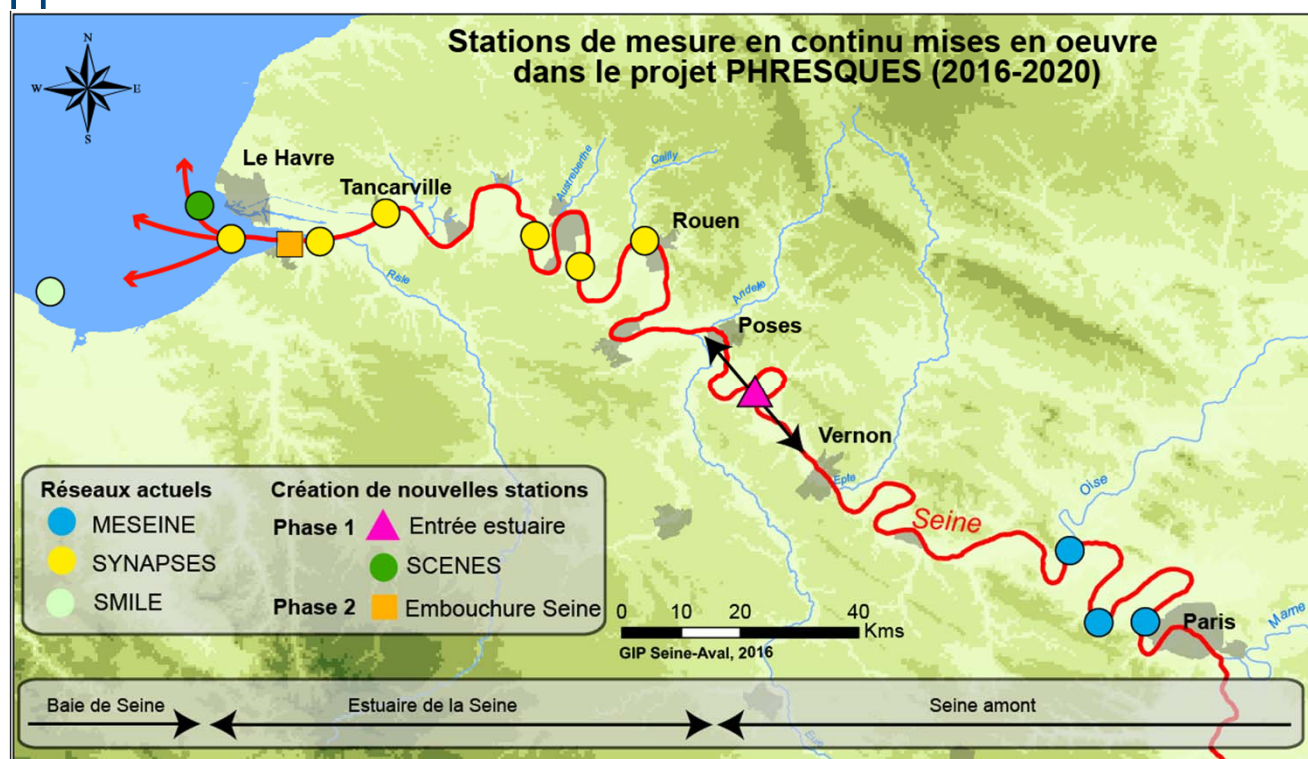 Stations de mesure en continu mises en oeuvre
dans le projet PHRESQUES (2016-2020)
N
W
E
S
Le Havre
Tancarville
Austreberthe
Cailly
Rouen
Risle
Andelle
Poses
Vernon
Epte
Seine
Oise
Paris
Marne
Eure
Réseaux actuels
MESEINE
SYNAPSES
SMILE
Création de nouvelles stations
Phase 1
Entrée estuaire
SCENES
Phase 2
Embouchure Seine
0 10 20 40
Kms
GIP Seine-Aval, 2016
Baie de Seine
Estuaire de la Seine
Seine amont